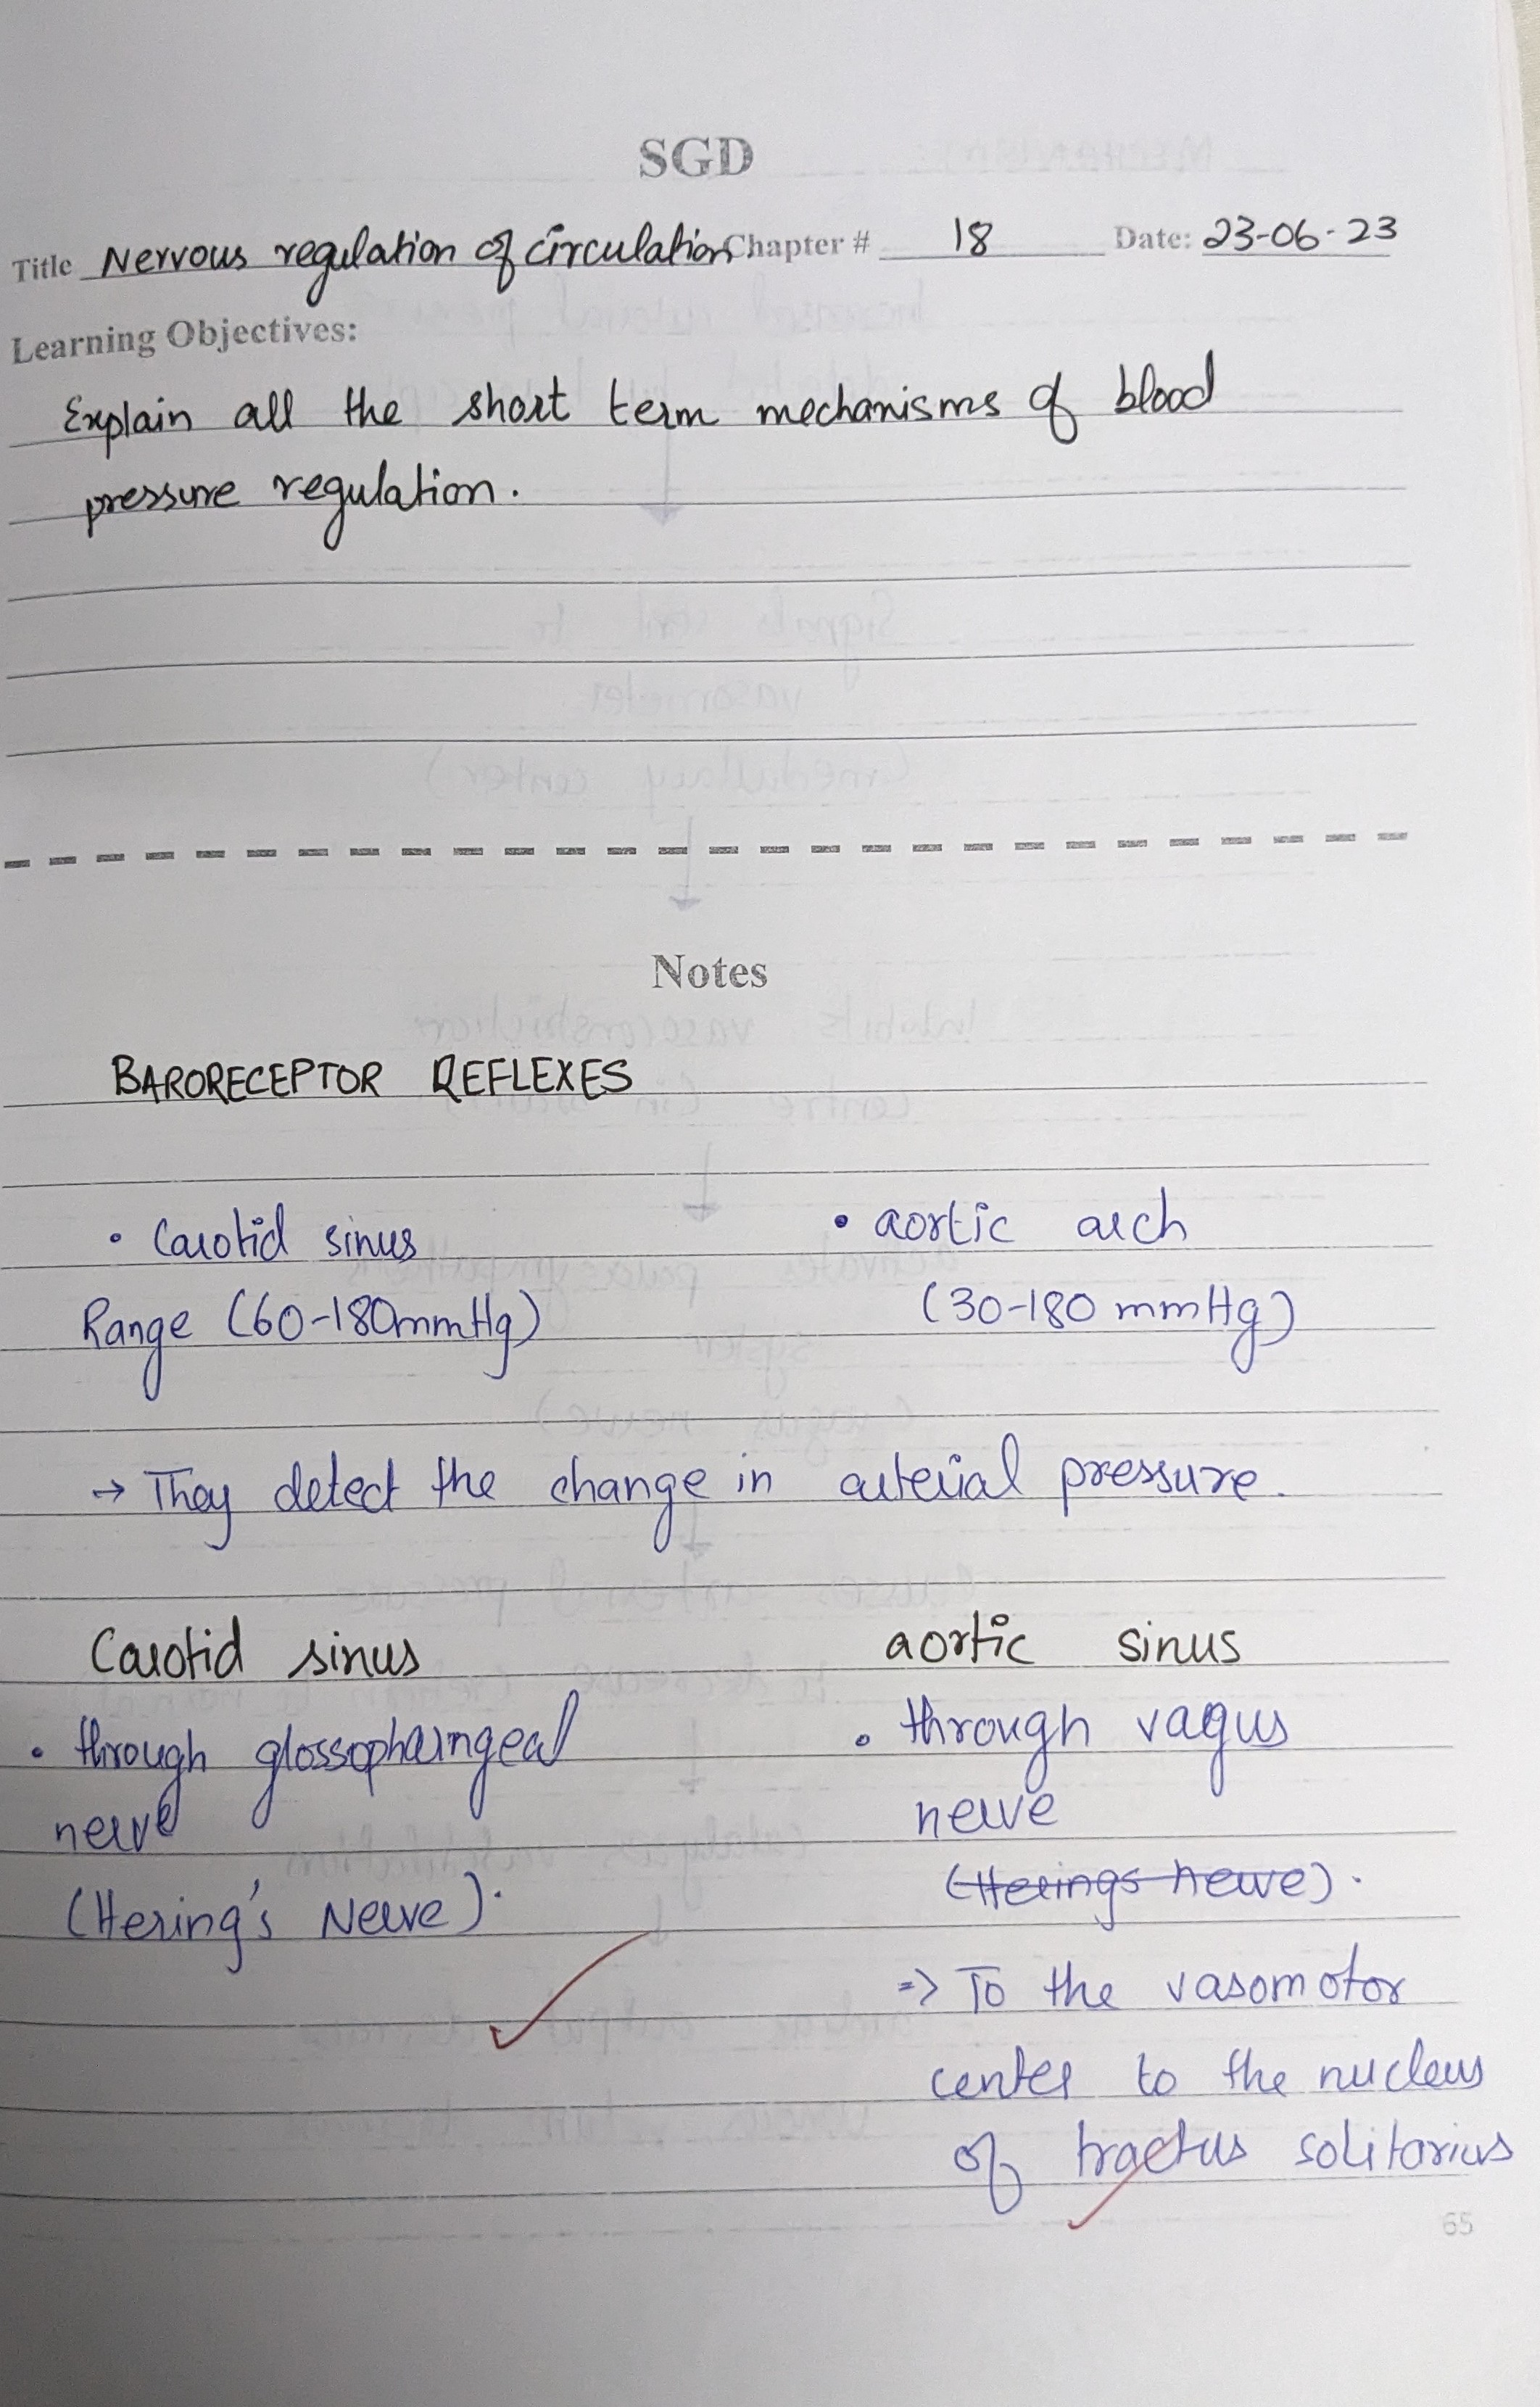 SGD
Title Nervous regulation of circulation Chapter # 18 Date: 23-06-23
Learning Objectives:
Explain all the short term mechanisms of blood
pressure regulation.
Notes
BARORECEPTOR REFLEXES
• Carotid sinus • aortic arch
Range (60-180mmHg) (30-180 mmHg)
→ They detect the change in arterial pressure.
Carotid sinus aortic sinus
• through glossopharngeal • through vagus
nerve nerve
(Hering's Nerve). (Herings nerve).
=> To the vasomotor
center to the nucleus
of tractus solitarius
65